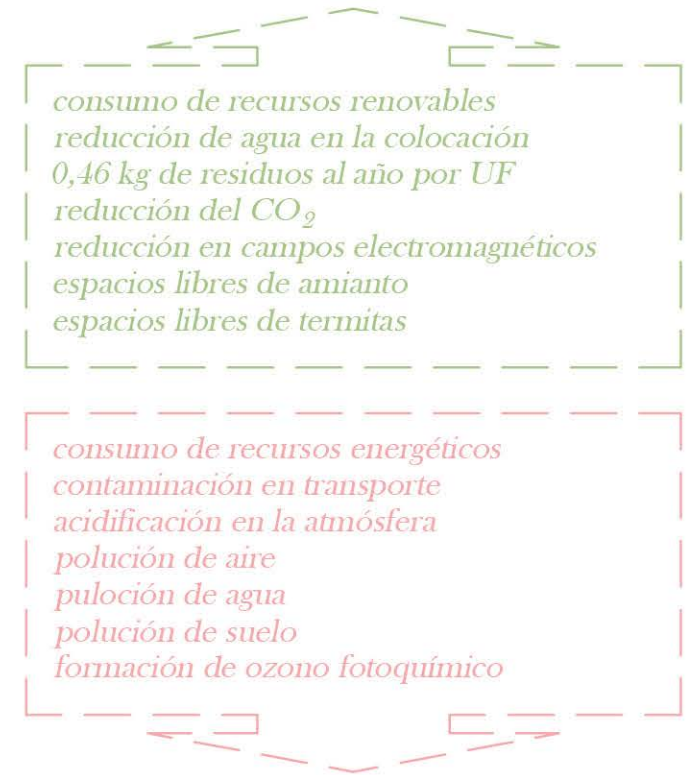 consumo de recursos renovables
reducción de agua en la colocación
0,46 kg de residuos al año por UF
reducción del CO₂
reducción en campos electromagnéticos
espacios libres de amianto
espacios libres de termitas
consumo de recursos energéticos
contaminación en transporte
acidificación en la atmósfera
polución de aire
puloción de agua
polución de suelo
formación de ozono fotoquímico